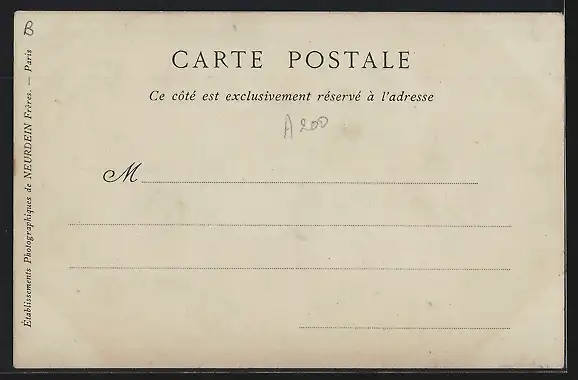 B
CARTE POSTALE
Ce côté est exclusivement réservé à l'adresse
A 200
M
Établissements Photographiques de NEURDEIN Frères. — Paris